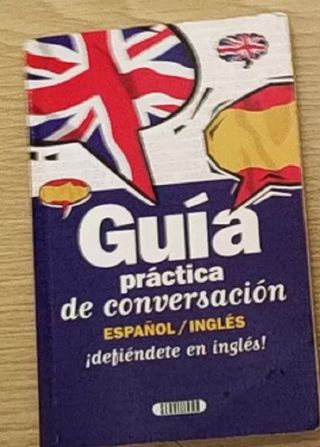 Guía
práctica
de conversación
ESPAÑOL/INGLÉS
¡defiéndete en inglés!